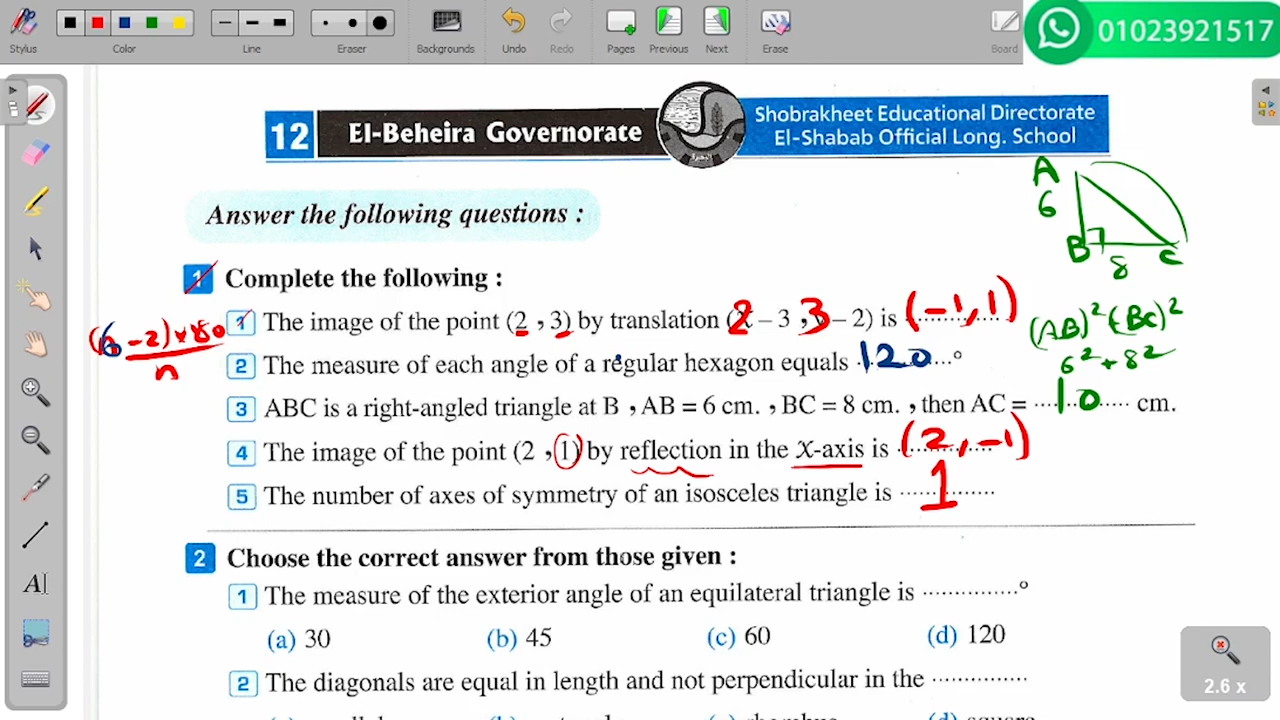 Stylus Color Line Eraser Backgrounds Undo Redo Pages Previous Next Erase Board
01023921517
12 El-Beheira Governorate
Shobrakheet Educational Directorate
El-Shabab Official Long. School
Answer the following questions :
A
6
B
8
C
1 Complete the following :
1 The image of the point (2 , 3) by translation (2 – 3 , 3 – 2) is (-1, 1)
(6 -2) × 180
n
(AB)² + (BC)²
2 The measure of each angle of a regular hexagon equals 120 °
6² + 8²
3 ABC is a right-angled triangle at B , AB = 6 cm. , BC = 8 cm. , then AC = 10 cm.
4 The image of the point (2 , 1) by reflection in the X-axis is (2, -1)
5 The number of axes of symmetry of an isosceles triangle is 1
2 Choose the correct answer from those given :
1 The measure of the exterior angle of an equilateral triangle is ..............°
(a) 30 (b) 45 (c) 60 (d) 120
2 The diagonals are equal in length and not perpendicular in the ..............
2.6 x